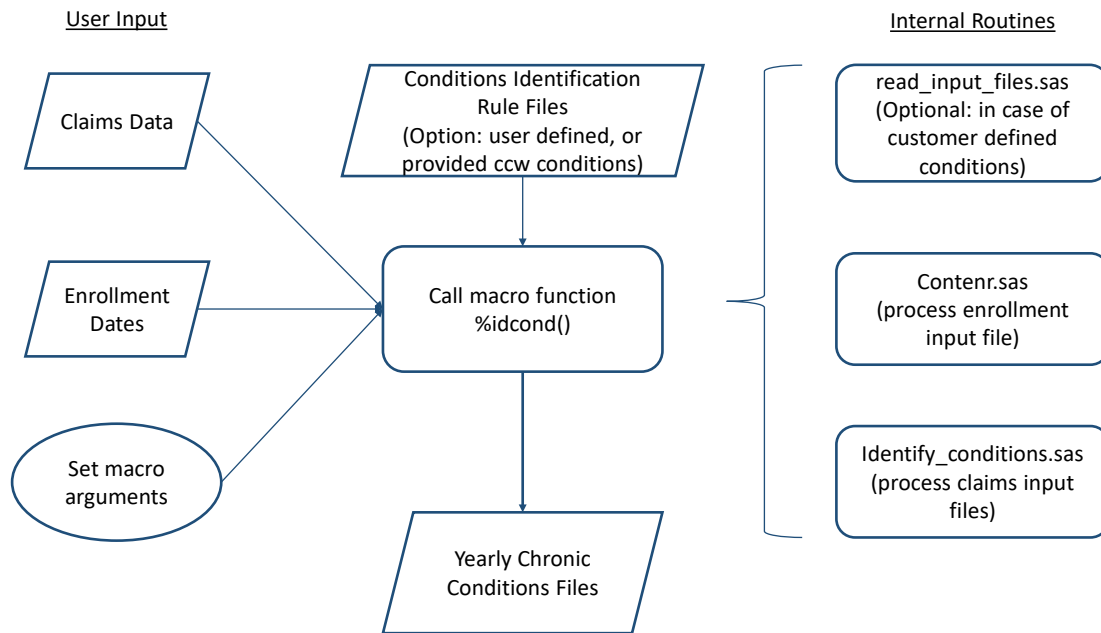 User Input
Claims Data
Enrollment
Dates
Set macro
arguments
Conditions Identification
Rule Files
(Option: user defined, or
provided ccw conditions)
Call macro function
%idcond()
Yearly Chronic
Conditions Files
Internal Routines
read_input_files.sas
(Optional: in case of
customer defined
conditions)
Contenr.sas
(process enrollment
input file)
Identify_conditions.sas
(process claims input
files)